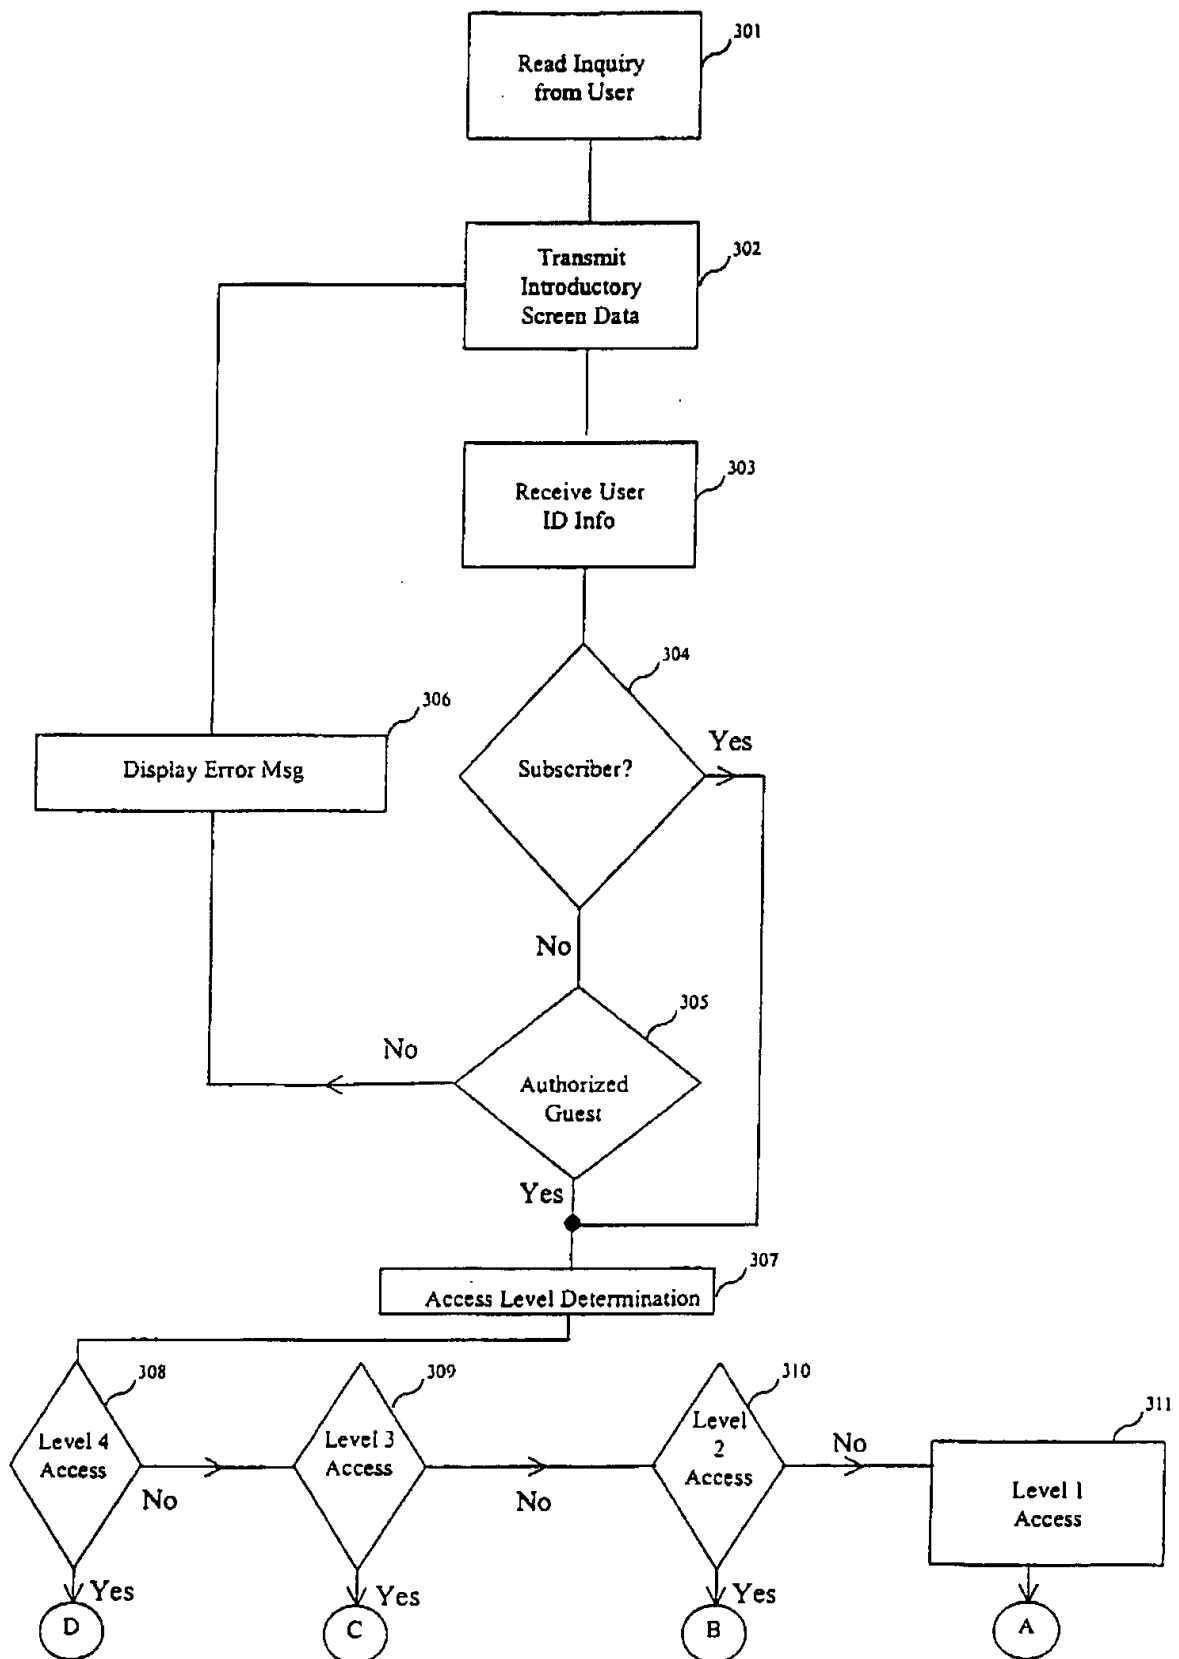 301
Read Inquiry
from User
302
Transmit
Introductory
Screen Data
303
Receive User
ID Info
304
Subscriber?
Yes
306
Display Error Msg
No
305
Authorized
Guest
No
Yes
307
Access Level Determination
308
Level 4
Access
No
Yes
D
309
Level 3
Access
No
Yes
C
310
Level
2
Access
No
Yes
B
311
Level 1
Access
A